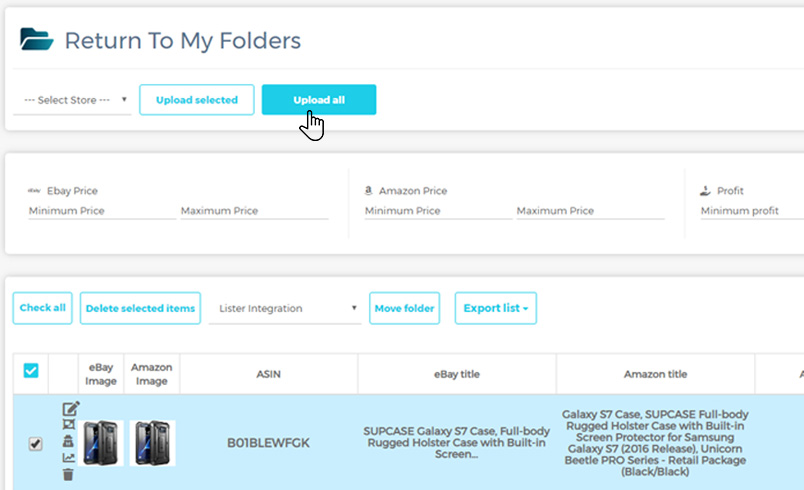 Return To My Folders
--- Select Store ---
Upload selected
Upload all
ebay Ebay Price
Amazon Price
Profit
Minimum Price
Maximum Price
Minimum Price
Maximum Price
Minimum profit
Check all
Delete selected items
Lister Integration
Move folder
Export list
eBay
Image
Amazon
Image
ASIN
eBay title
Amazon title
A
B01BLEWFGK
SUPCASE Galaxy S7 Case, Full-body
Rugged Holster Case with Built-in
Screen...
Galaxy S7 Case, SUPCASE Full-body
Rugged Holster Case with Built-in
Screen Protector for Samsung
Galaxy S7 (2016 Release), Unicorn
Beetle PRO Series - Retail Package
(Black/Black)